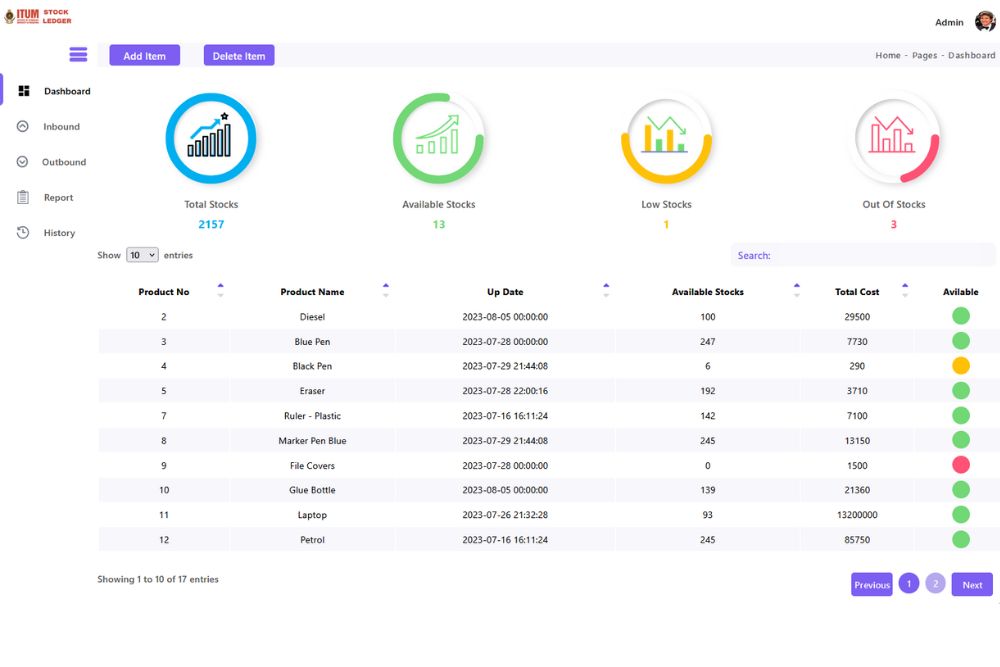 ITUM STOCK LEDGER
Admin
Add Item Delete Item Home - Pages - Dashboard
Dashboard
Inbound
Outbound
Report
History
Total Stocks Available Stocks Low Stocks Out Of Stocks
2157 13 1 3
Show 10 entries Search:
Product No Product Name Up Date Available Stocks Total Cost Avilable
2 Diesel 2023-08-05 00:00:00 100 29500
3 Blue Pen 2023-07-28 00:00:00 247 7730
4 Black Pen 2023-07-29 21:44:08 6 290
5 Eraser 2023-07-28 22:00:16 192 3710
7 Ruler - Plastic 2023-07-16 16:11:24 142 7100
8 Marker Pen Blue 2023-07-29 21:44:08 245 13150
9 File Covers 2023-07-28 00:00:00 0 1500
10 Glue Bottle 2023-08-05 00:00:00 139 21360
11 Laptop 2023-07-26 21:32:28 93 13200000
12 Petrol 2023-07-16 16:11:24 245 85750
Showing 1 to 10 of 17 entries
Previous 1 2 Next